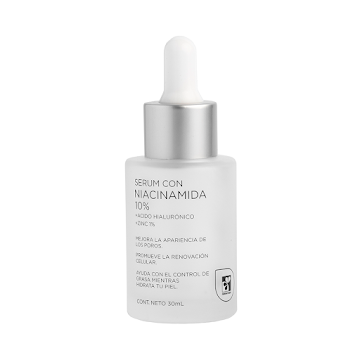 SERUM CON
NIACINAMIDA
10%
+ÁCIDO HIALURÓNICO
+ZINC 1%
MEJORA LA APARIENCIA DE
LOS POROS.
PROMUEVE LA RENOVACIÓN
CELULAR.
AYUDA CON EL CONTROL DE
GRASA MIENTRAS
HIDRATA TU PIEL.
CONT. NETO 30mL